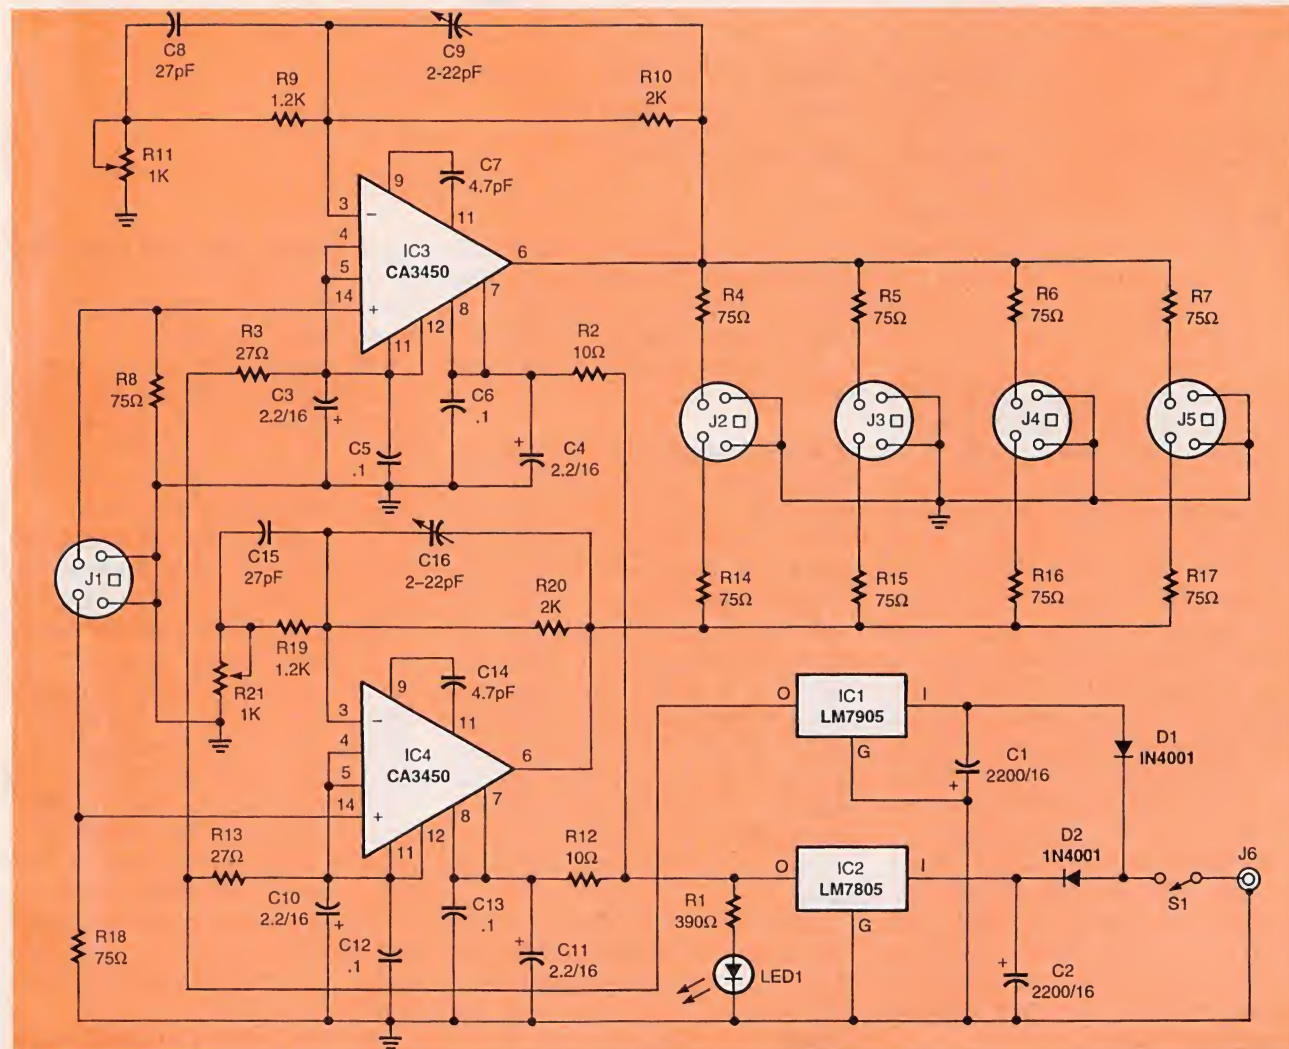 C8
27pF
C9
2-22pF
R9
1.2K
R10
2K
R11
1K
C7
4.7pF
9
11
3
−
4
5
14
+
IC3
CA3450
6
7
8
12
11
R3
27Ω
R2
10Ω
R8
75Ω
C3
2.2/16
+
C5
.1
C6
.1
+
C4
2.2/16
R4
75Ω
R5
75Ω
R6
75Ω
R7
75Ω
J2
J3
J4
J5
J1
C15
27pF
C16
2–22pF
R20
2K
R19
1.2K
R21
1K
C14
4.7pF
9
11
3
−
4
5
14
+
IC4
CA3450
6
7
8
12
11
R14
75Ω
R15
75Ω
R16
75Ω
R17
75Ω
O
IC1
LM7905
I
G
C1
2200/16
+
D1
IN4001
R13
27Ω
R12
10Ω
C10
2.2/16
+
C12
.1
C13
.1
+
C11
2.2/16
R18
75Ω
O
IC2
LM7805
I
G
D2
1N4001
S1
J6
R1
390Ω
LED1
+
C2
2200/16